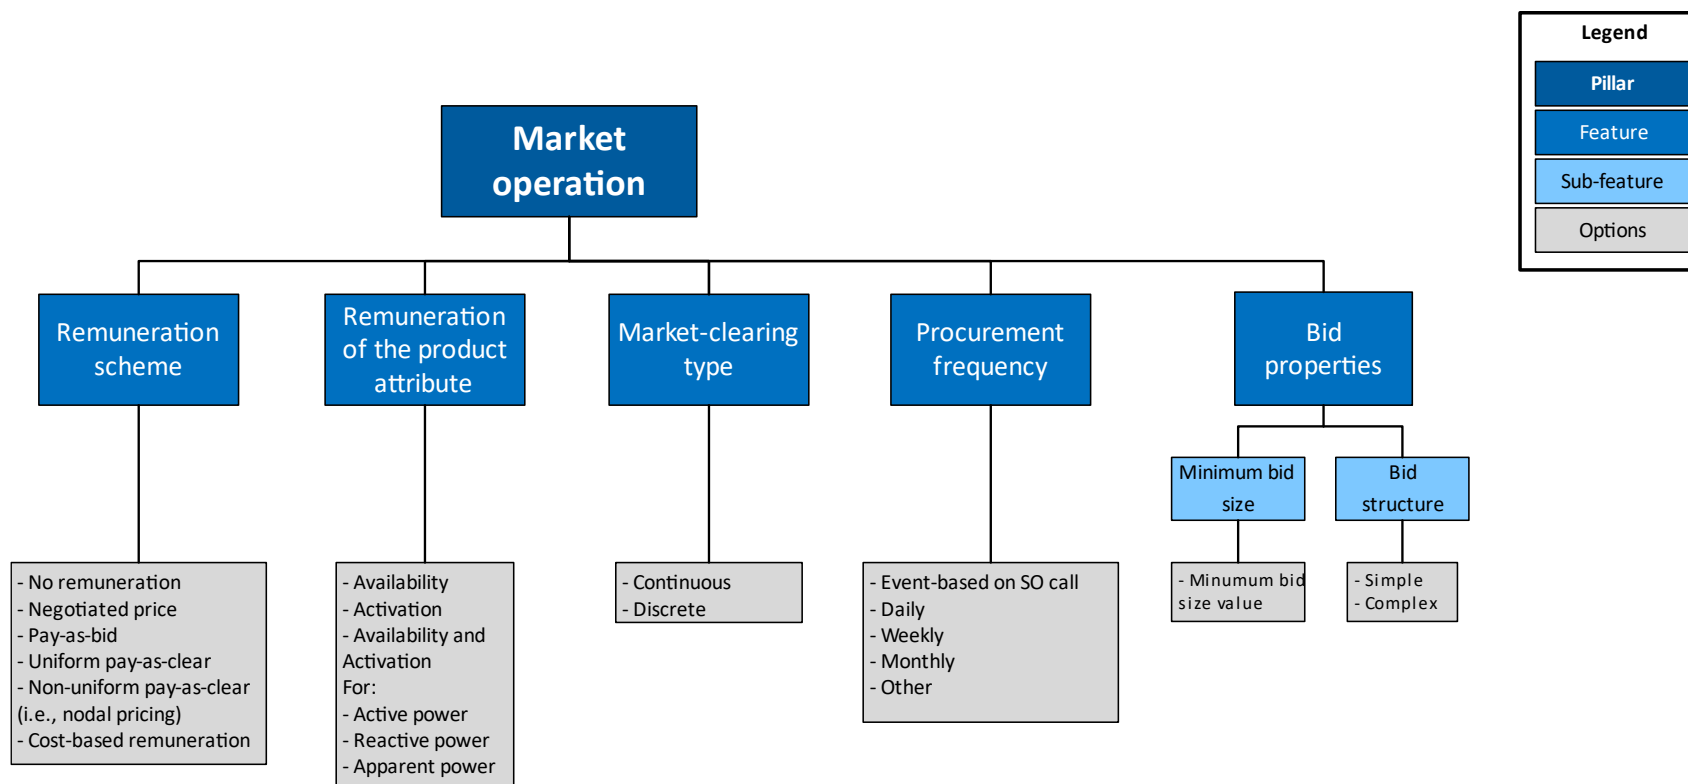 Legend
Pillar
Feature
Sub-feature
Options
Market
operation
Remuneration
scheme
Remuneration
of the product
attribute
Market-clearing
type
Procurement
frequency
Bid
properties
Minimum bid
size
Bid
structure
- No remuneration
- Negotiated price
- Pay-as-bid
- Uniform pay-as-clear
- Non-uniform pay-as-clear
(i.e., nodal pricing)
- Cost-based remuneration
- Availability
- Activation
- Availability and
Activation
For:
- Active power
- Reactive power
- Apparent power
- Continuous
- Discrete
- Event-based on SO call
- Daily
- Weekly
- Monthly
- Other
- Minumum bid
size value
- Simple
- Complex